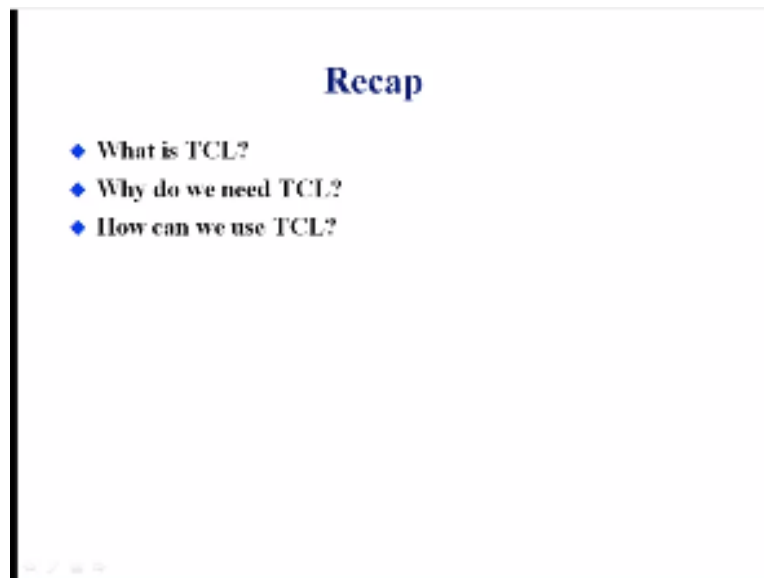 Recap
What is TCL?
Why do we need TCL?
How can we use TCL?